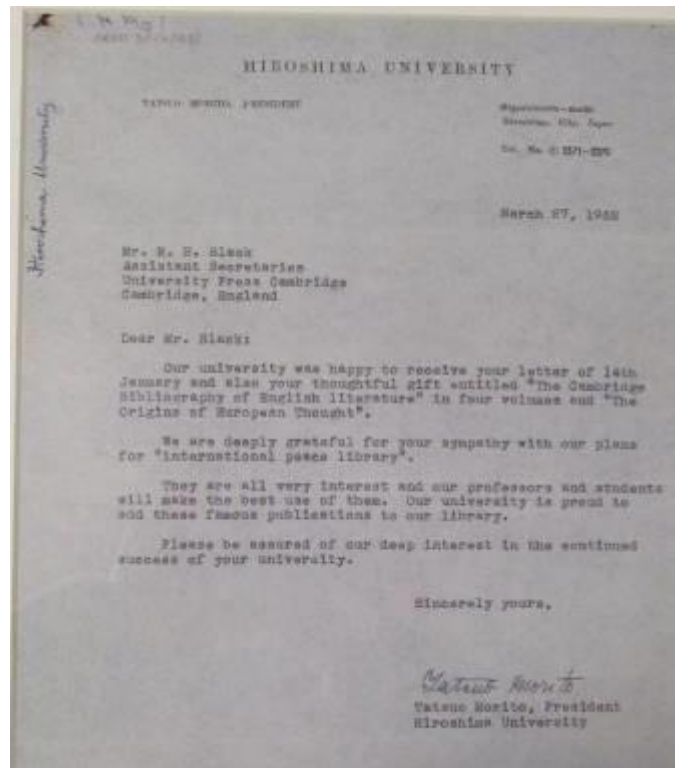 HIROSHIMA UNIVERSITY
TATSUO MORITO, PRESIDENT
Hiroshima University
March 27, 1952
Mr. Black
Assistant Secretaries
University Press Cambridge
Cambridge, England
Dear Mr. Black:
Our university was happy to receive your letter of 14th
January and also your thoughtful gift entitled "The Cambridge
Bibliography of English literature" in four volumes and "The
Origins of European Thought".
We are deeply grateful for your sympathy with our plans
for "international peace library".
They are all very interest and our professors and students
will make the best use of them. Our university is proud to
add these famous publications to our library.
Please be assured of our deep interest in the continued
success of your university.
Sincerely yours,
Tatsuo Morito
Tatsuo Morito, President
Hiroshima University